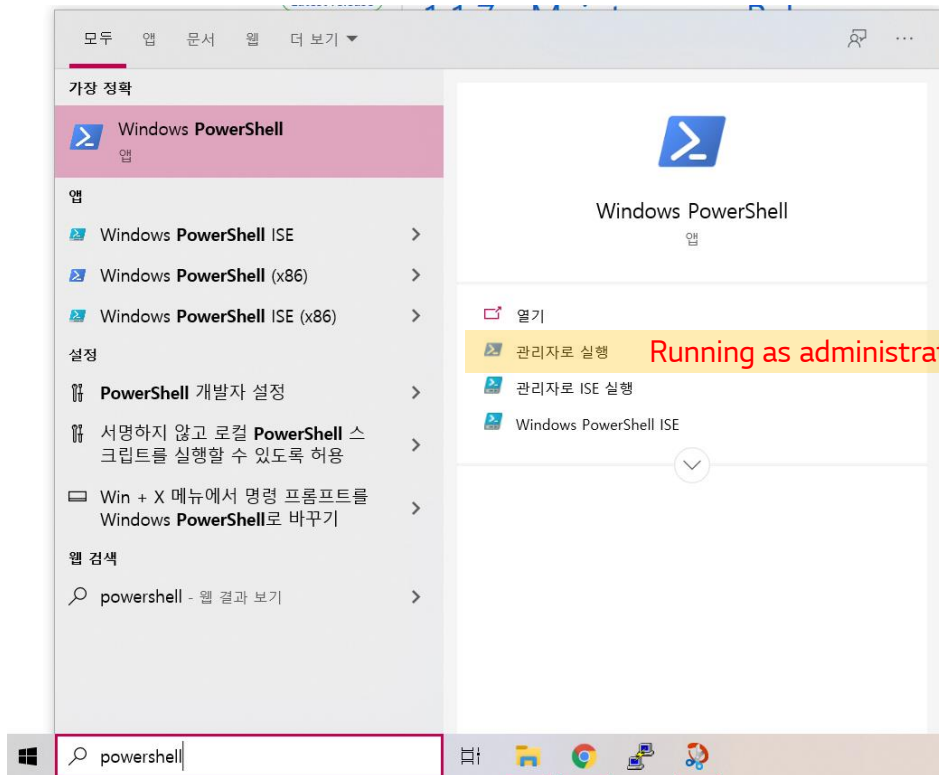 모두 앱 문서 웹 더 보기
가장 정확
Windows PowerShell
앱
앱
Windows PowerShell ISE
Windows PowerShell (x86)
Windows PowerShell ISE (x86)
설정
PowerShell 개발자 설정
서명하지 않고 로컬 PowerShell 스
크립트를 실행할 수 있도록 허용
Win + X 메뉴에서 명령 프롬프트를
Windows PowerShell로 바꾸기
웹 검색
powershell - 웹 결과 보기
Windows PowerShell
앱
열기
관리자로 실행 Running as administrat
관리자로 ISE 실행
Windows PowerShell ISE
powershell